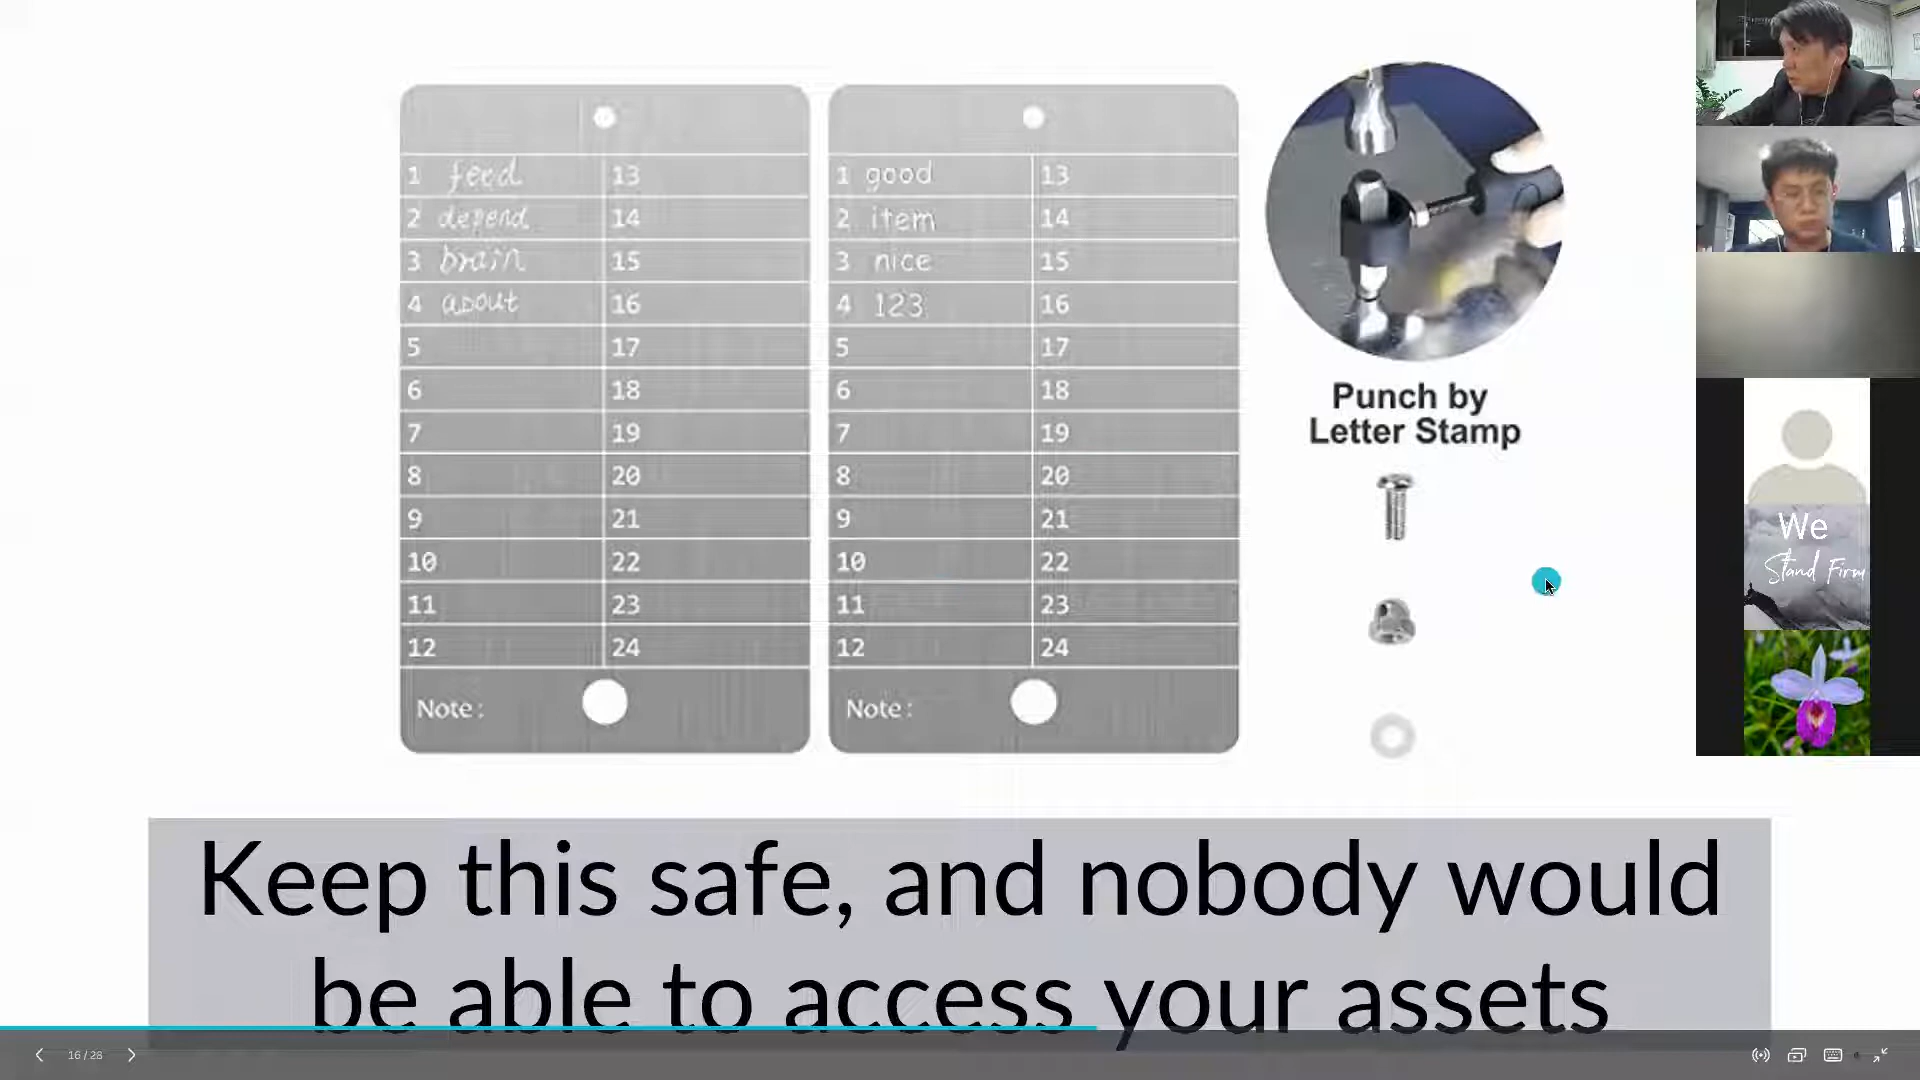 1 feed 13
2 depend 14
3 brain 15
4 about 16
5 17
6 18
7 19
8 20
9 21
10 22
11 23
12 24
Note:
1 good 13
2 item 14
3 nice 15
4 123 16
5 17
6 18
7 19
8 20
9 21
10 22
11 23
12 24
Note:
Punch by
Letter Stamp
We
Stand Firm
Keep this safe, and nobody would
be able to access your assets
16 / 28